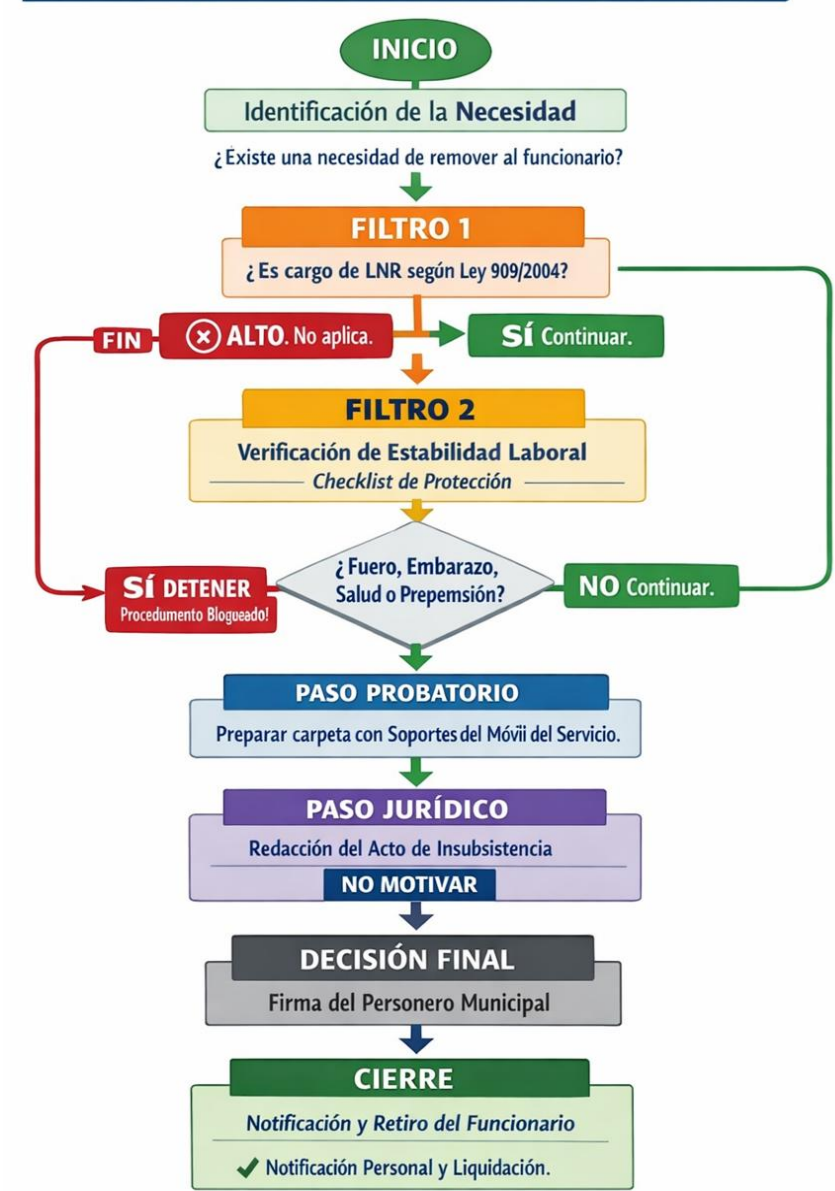 INICIO
Identificación de la Necesidad
¿Existe una necesidad de remover al funcionario?
FILTRO 1
¿Es cargo de LNR según Ley 909/2004?
FIN
ALTO. No aplica.
SÍ Continuar.
FILTRO 2
Verificación de Estabilidad Laboral
Checklist de Protección
¿Fuero, Embarazo,
Salud o Prepemsión?
SÍ DETENER
Procedumento Blogueado!
NO Continuar.
PASO PROBATORIO
Preparar carpeta con Soportes del Móvii del Servicio.
PASO JURÍDICO
Redacción del Acto de Insubsistencia
NO MOTIVAR
DECISIÓN FINAL
Firma del Personero Municipal
CIERRE
Notificación y Retiro del Funcionario
✓ Notificación Personal y Liquidación.